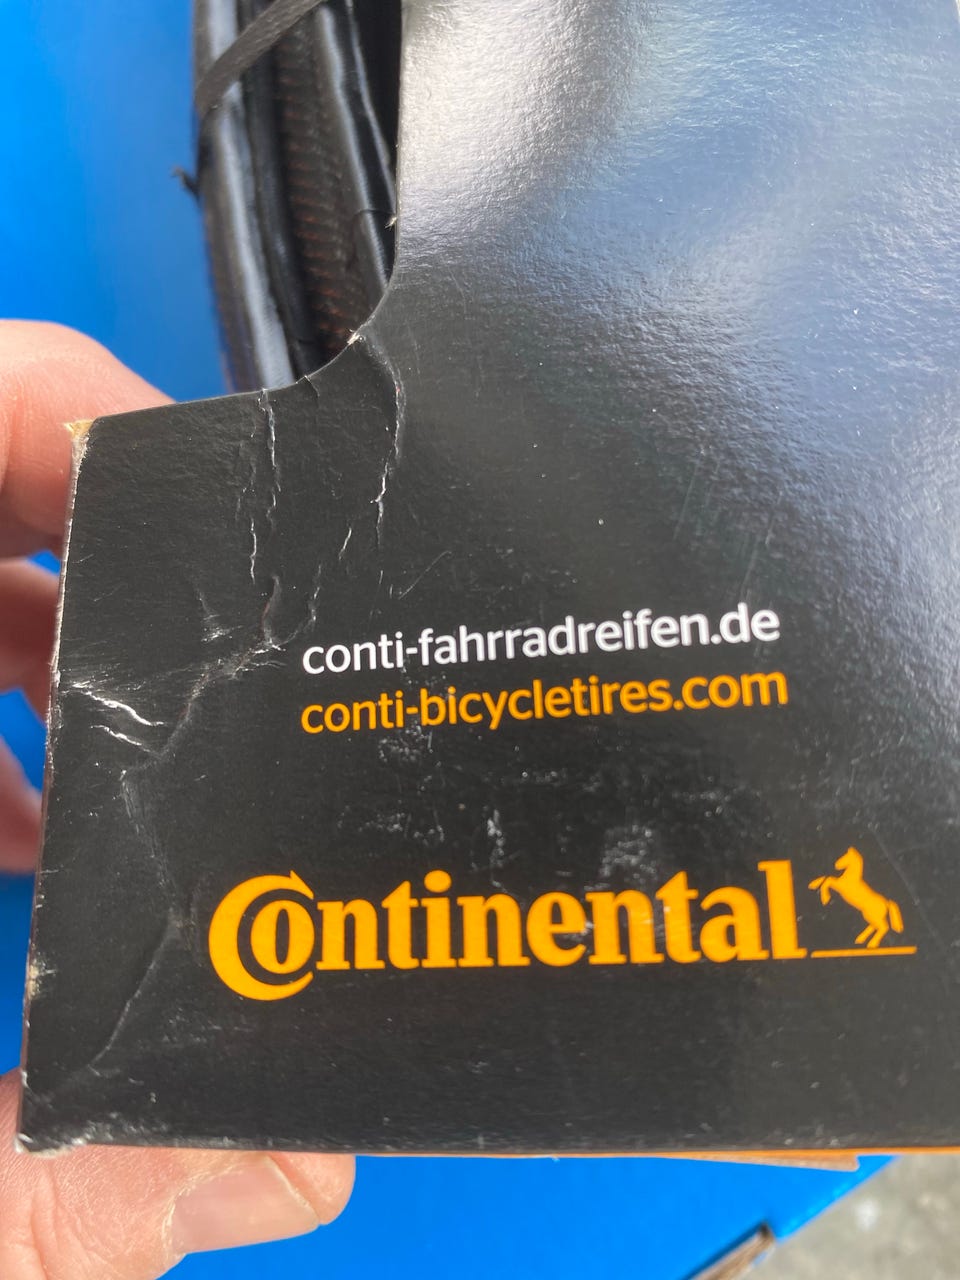 conti-fahrradreifen.de
conti-bicycletires.com
Continental